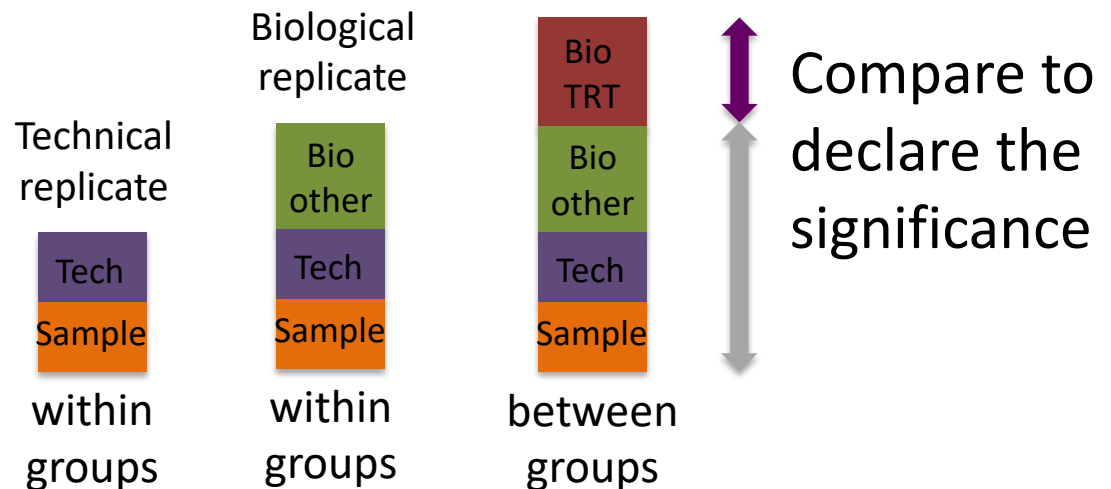 Technical
replicate
Tech
Sample
within
groups
Biological
replicate
Bio
other
Tech
Sample
within
groups
Bio
TRT
Bio
other
Tech
Sample
between
groups
Compare to
declare the
significance